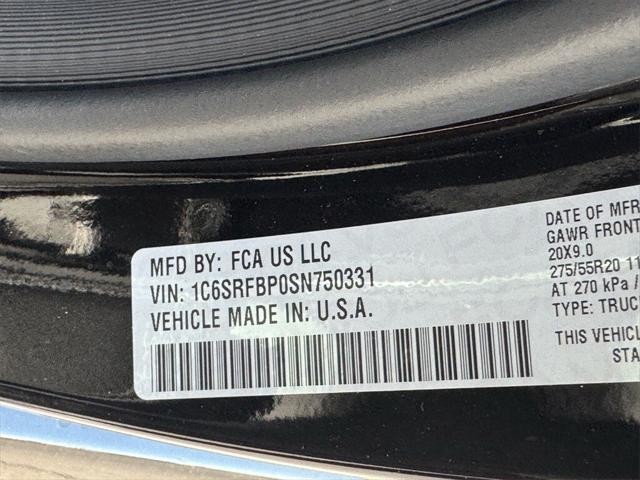 MFD BY: FCA US LLC
VIN: 1C6SRFBP0SN750331
VEHICLE MADE IN: U.S.A.
DATE OF MFR
GAWR FRONT
20X9.0
275/55R20 11
AT 270 kPa /
TYPE: TRUC
THIS VEHICL
STA